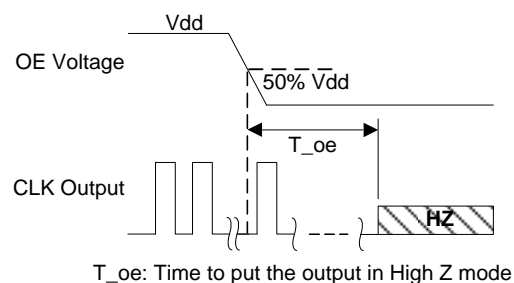 Vdd
OE Voltage
50% Vdd
T_oe
CLK Output
HZ
T_oe: Time to put the output in High Z mode